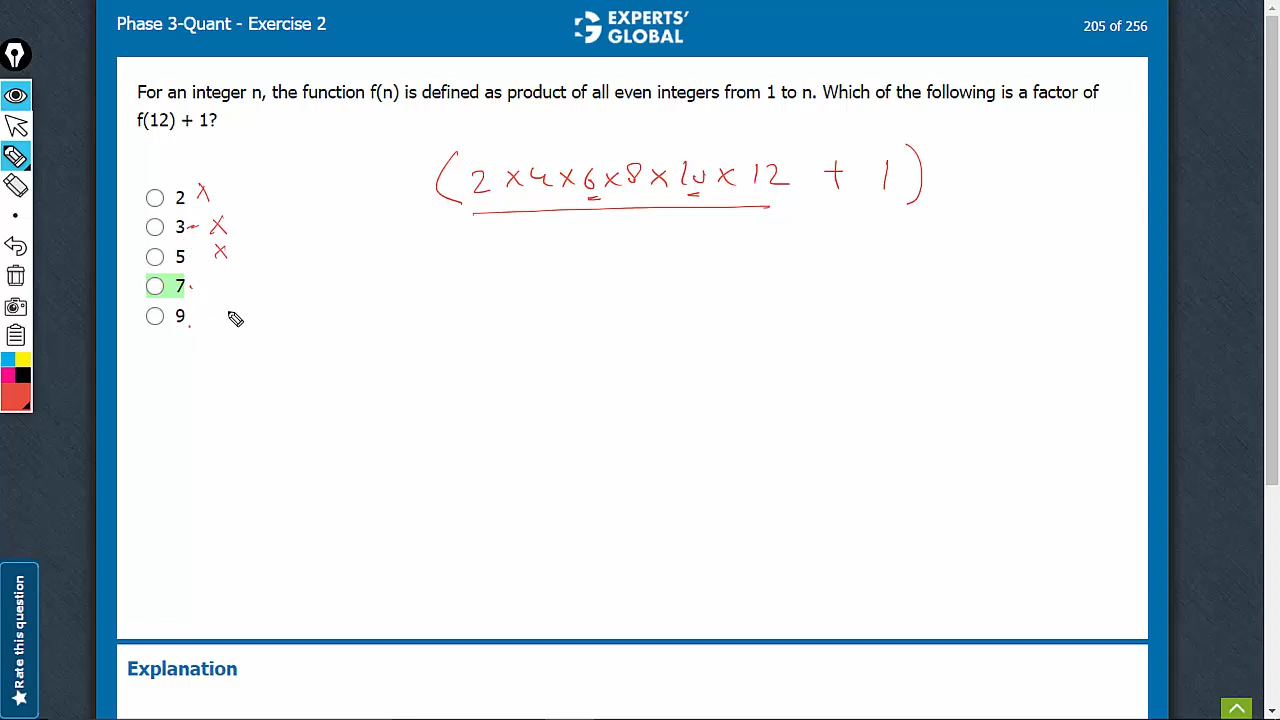 Phase 3-Quant - Exercise 2
EXPERTS'
GLOBAL
205 of 256
For an integer n, the function f(n) is defined as product of all even integers from 1 to n. Which of the following is a factor of
f(12) + 1?
(2 x 4 x 6 x 8 x 10 x 12 + 1)
2 x
3 - x
5 x
7
9
Rate this question
Explanation